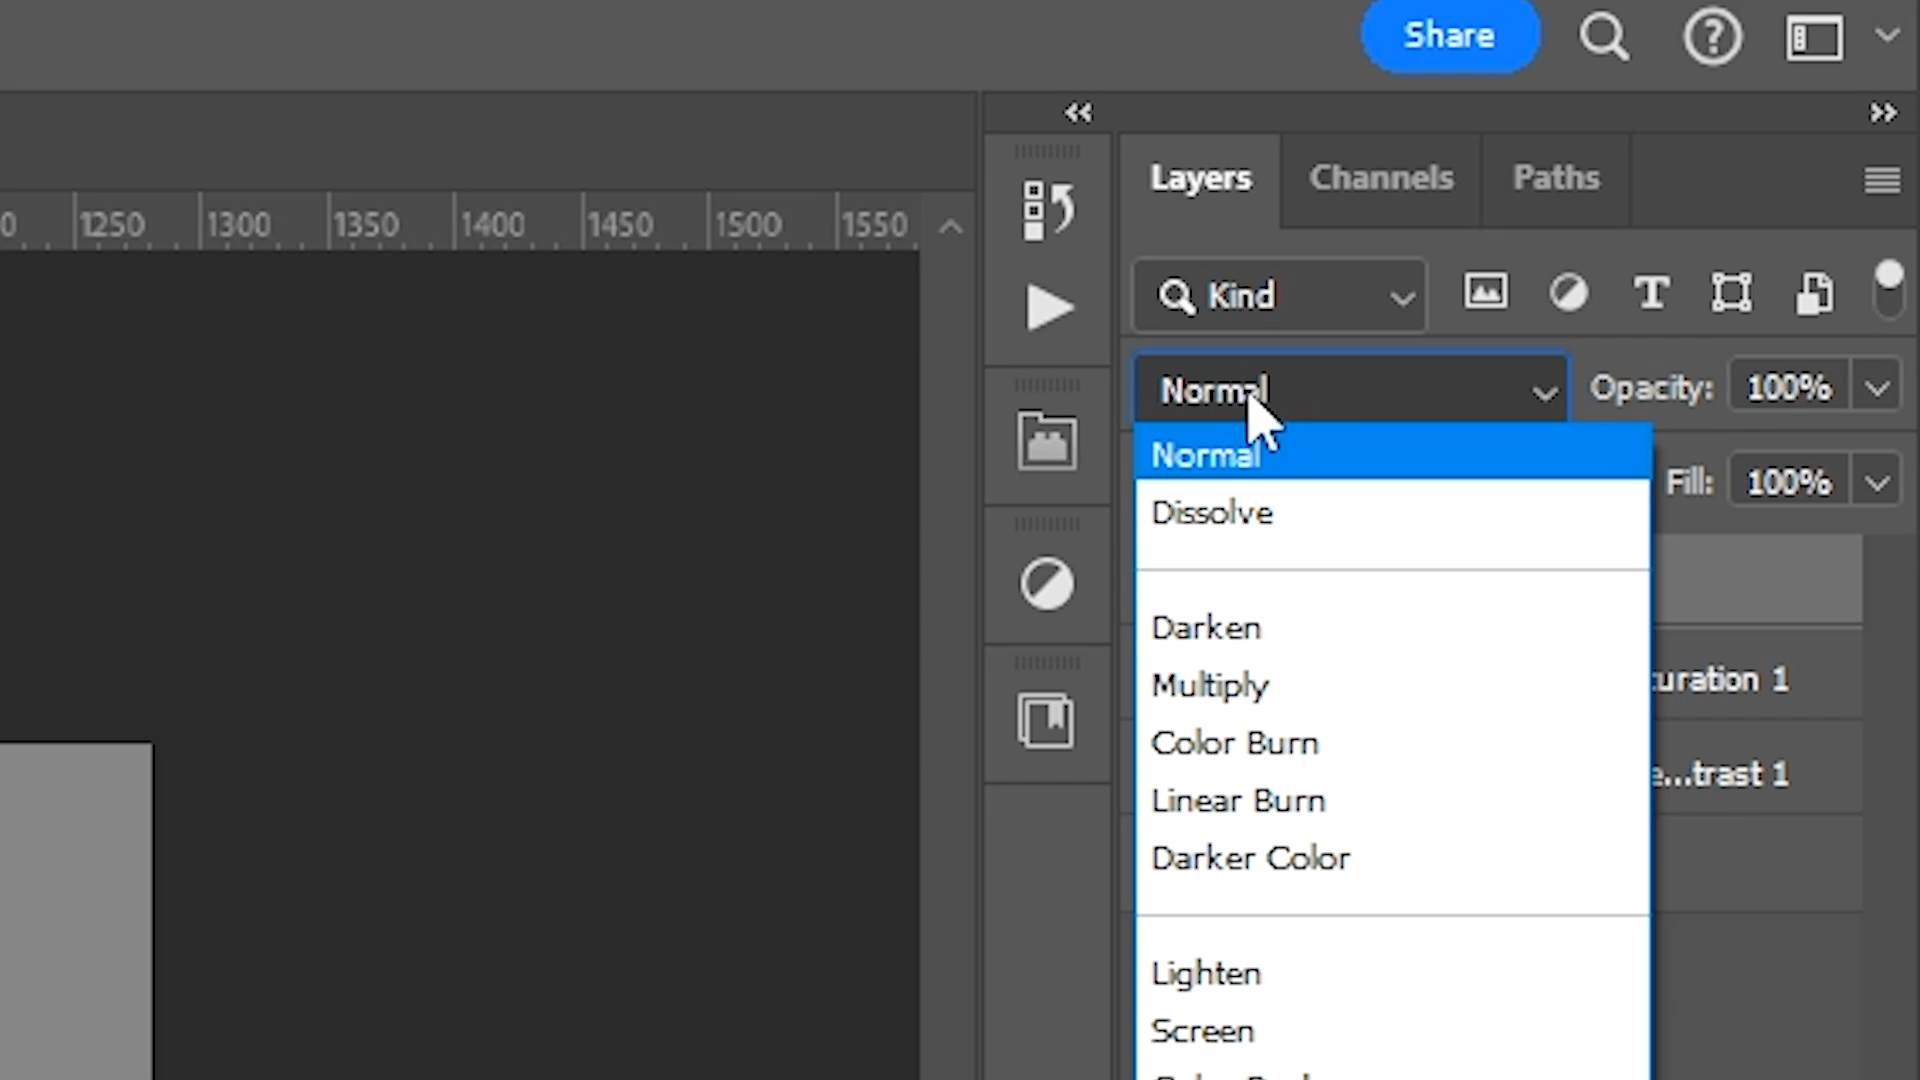 Share
Layers Channels Paths
0 1250 1300 1350 1400 1450 1500 1550
Kind
Normal Opacity: 100%
Normal Fill: 100%
Dissolve
Darken
Multiply uration 1
Color Burn
e...trast 1
Linear Burn
Darker Color
Lighten
Screen